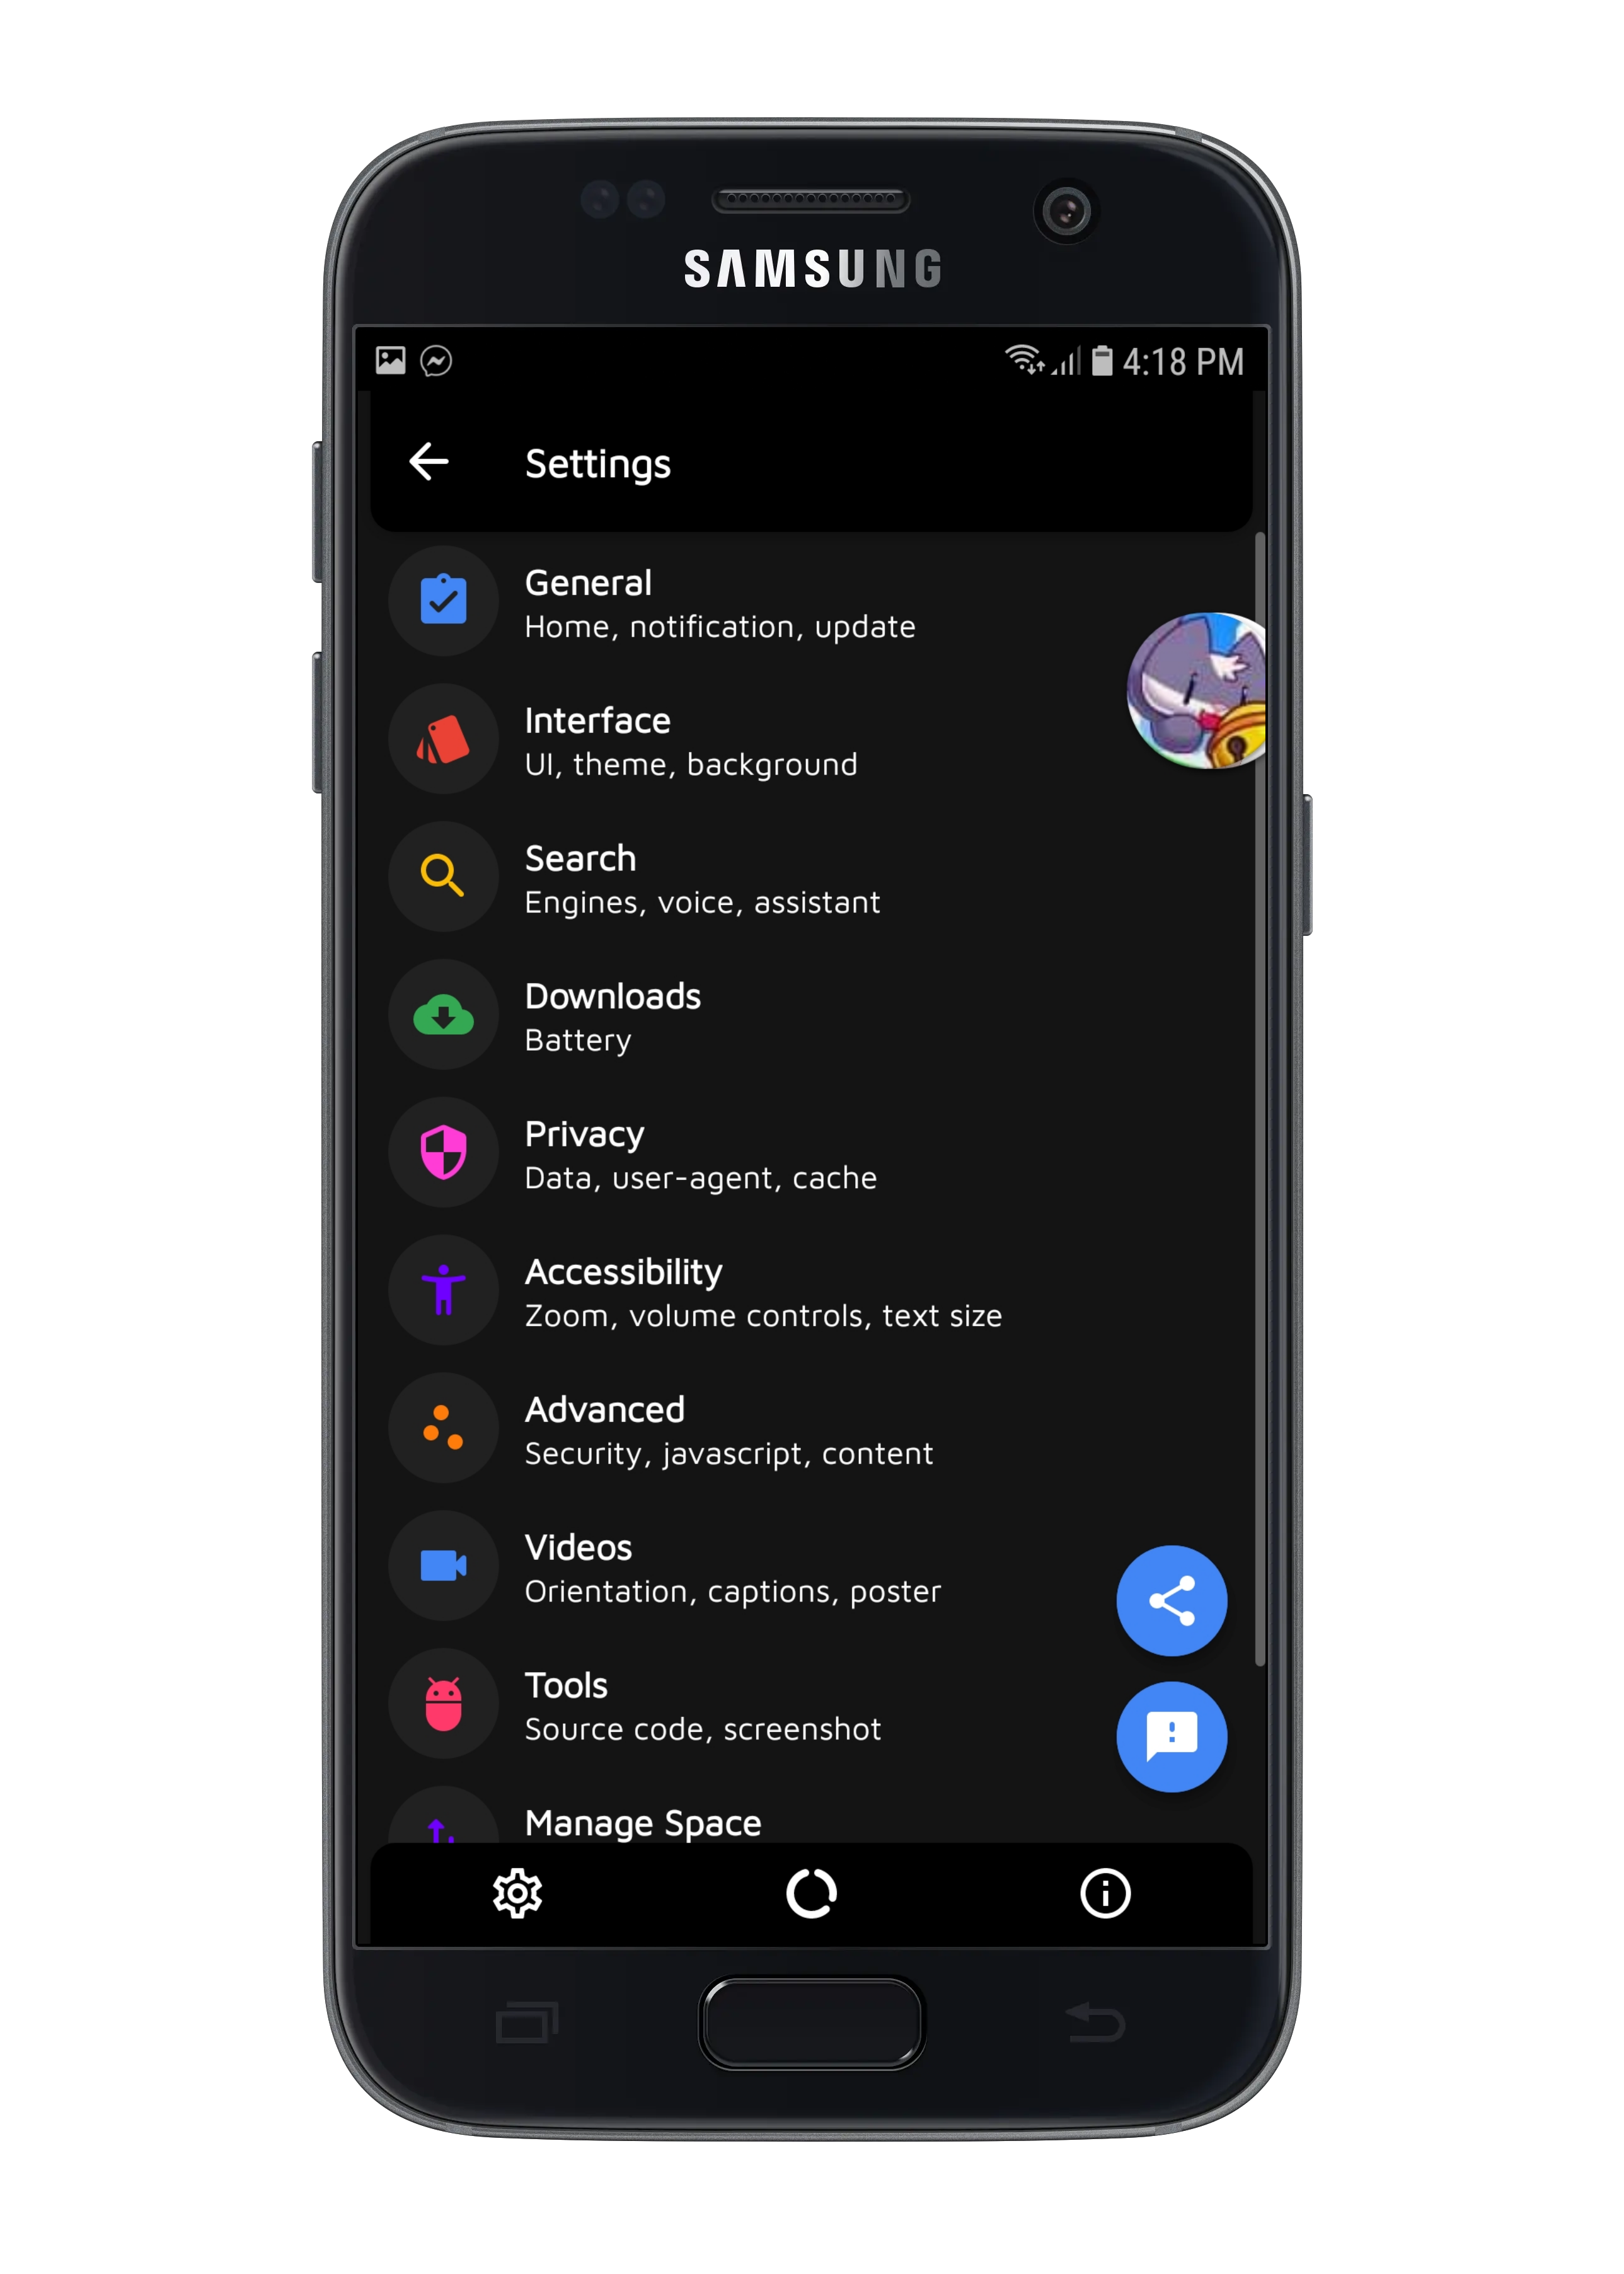 SAMSUNG
4:18 PM
Settings
General
Home, notification, update
Interface
UI, theme, background
Search
Engines, voice, assistant
Downloads
Battery
Privacy
Data, user-agent, cache
Accessibility
Zoom, volume controls, text size
Advanced
Security, javascript, content
Videos
Orientation, captions, poster
Tools
Source code, screenshot
Manage Space